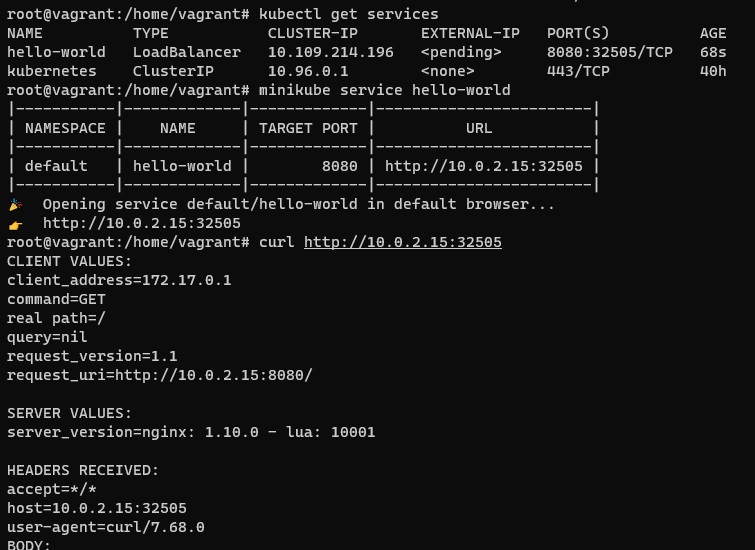 root@vagrant:/home/vagrant# kubectl get services
NAME          TYPE           CLUSTER-IP       EXTERNAL-IP   PORT(S)          AGE
hello-world   LoadBalancer   10.109.214.196   <pending>     8080:32505/TCP   68s
kubernetes    ClusterIP      10.96.0.1        <none>        443/TCP          40h
root@vagrant:/home/vagrant# minikube service hello-world
|-----------|-------------|-------------|------------------------|
| NAMESPACE |    NAME     | TARGET PORT |          URL           |
|-----------|-------------|-------------|------------------------|
| default   | hello-world |        8080 | http://10.0.2.15:32505 |
|-----------|-------------|-------------|------------------------|
🎉  Opening service default/hello-world in default browser...
👉  http://10.0.2.15:32505
root@vagrant:/home/vagrant# curl http://10.0.2.15:32505
CLIENT VALUES:
client_address=172.17.0.1
command=GET
real path=/
query=nil
request_version=1.1
request_uri=http://10.0.2.15:8080/

SERVER VALUES:
server_version=nginx: 1.10.0 - lua: 10001

HEADERS RECEIVED:
accept=*/*
host=10.0.2.15:32505
user-agent=curl/7.68.0
BODY: